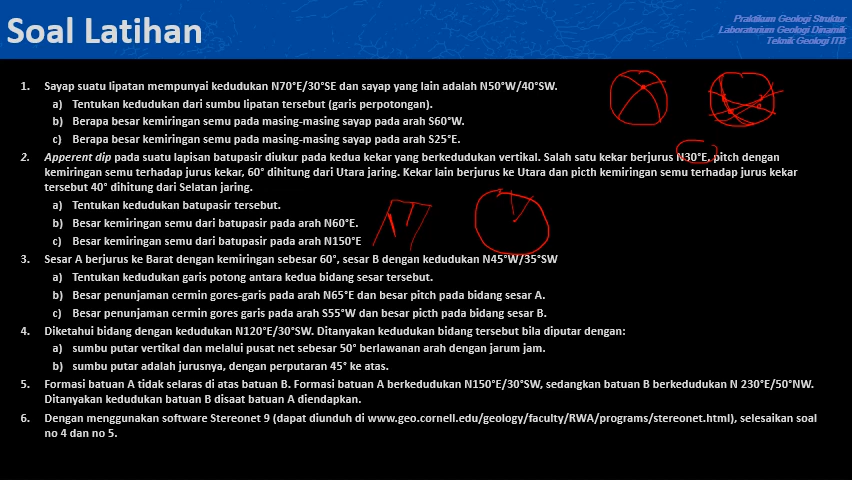 Soal Latihan
Praktikum Geologi Struktur
Laboratorium Geologi Dinamik
Teknik Geologi ITB
1. Sayap suatu lipatan mempunyai kedudukan N70°E/30°SE dan sayap yang lain adalah N50°W/40°SW.
a) Tentukan kedudukan dari sumbu lipatan tersebut (garis perpotongan).
b) Berapa besar kemiringan semu pada masing-masing sayap pada arah S60°W.
c) Berapa besar kemiringan semu pada masing-masing sayap pada arah S25°E.
2. Apperent dip pada suatu lapisan batupasir diukur pada kedua kekar yang berkedudukan vertikal. Salah satu kekar berjurus N30°E, pitch dengan
kemiringan semu terhadap jurus kekar, 60° dihitung dari Utara jaring. Kekar lain berjurus ke Utara dan picth kemiringan semu terhadap jurus kekar
tersebut 40° dihitung dari Selatan jaring.
a) Tentukan kedudukan batupasir tersebut.
b) Besar kemiringan semu dari batupasir pada arah N60°E.
c) Besar kemiringan semu dari batupasir pada arah N150°E
3. Sesar A berjurus ke Barat dengan kemiringan sebesar 60°, sesar B dengan kedudukan N45°W/35°SW
a) Tentukan kedudukan garis potong antara kedua bidang sesar tersebut.
b) Besar penunjaman cermin gores-garis pada arah N65°E dan besar pitch pada bidang sesar A.
c) Besar penunjaman cermin gores garis pada arah S55°W dan besar picth pada bidang sesar B.
4. Diketahui bidang dengan kedudukan N120°E/30°SW. Ditanyakan kedudukan bidang tersebut bila diputar dengan:
a) sumbu putar vertikal dan melalui pusat net sebesar 50° berlawanan arah dengan jarum jam.
b) sumbu putar adalah jurusnya, dengan perputaran 45° ke atas.
5. Formasi batuan A tidak selaras di atas batuan B. Formasi batuan A berkedudukan N150°E/30°SW, sedangkan batuan B berkedudukan N 230°E/50°NW.
Ditanyakan kedudukan batuan B disaat batuan A diendapkan.
6. Dengan menggunakan software Stereonet 9 (dapat diunduh di www.geo.cornell.edu/geology/faculty/RWA/programs/stereonet.html), selesaikan soal
no 4 dan no 5.